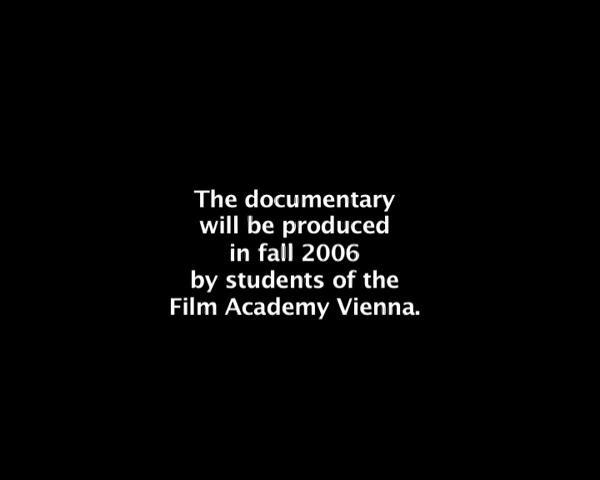 The documentary
will be produced
in fall 2006
by students of the
Film Academy Vienna.